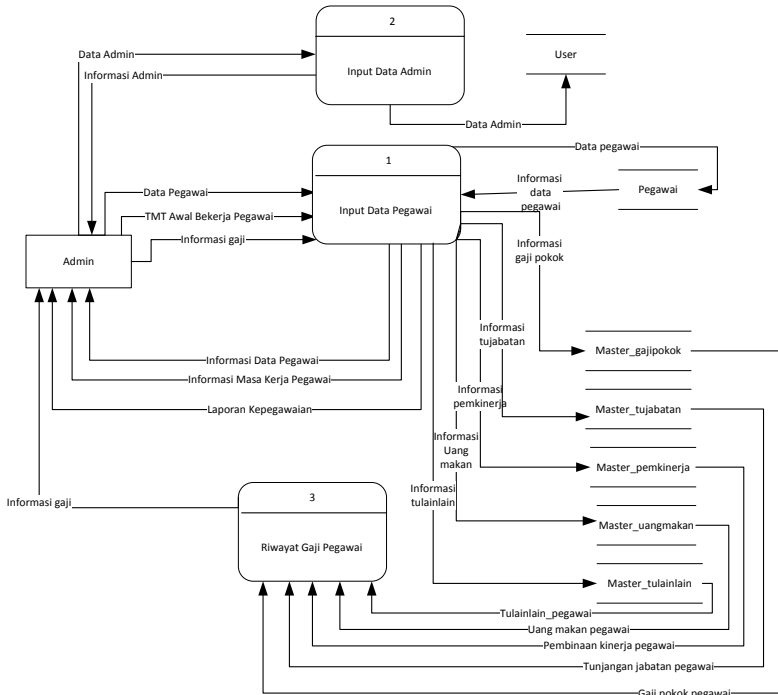 2
Data Admin
Informasi Admin
Input Data Admin
User
Data Admin
1
Data pegawai
Data Pegawai
Informasi
data
pegawai
Pegawai
TMT Awal Bekerja Pegawai
Input Data Pegawai
Informasi gaji
Informasi
gaji pokok
Admin
Informasi
tujabatan
Informasi Data Pegawai
Master_gajipokok
Informasi Masa Kerja Pegawai
Informasi
pemkinerja
Laporan Kepegawaian
Master_tujabatan
Informasi
Uang
makan
Master_pemkinerja
Informasi
tulainlain
3
Informasi gaji
Master_uangmakan
Riwayat Gaji Pegawai
Master_tulainlain
Tulainlain_pegawai
Uang makan pegawai
Pembinaan kinerja pegawai
Tunjangan jabatan pegawai
Gaji pokok pegawai